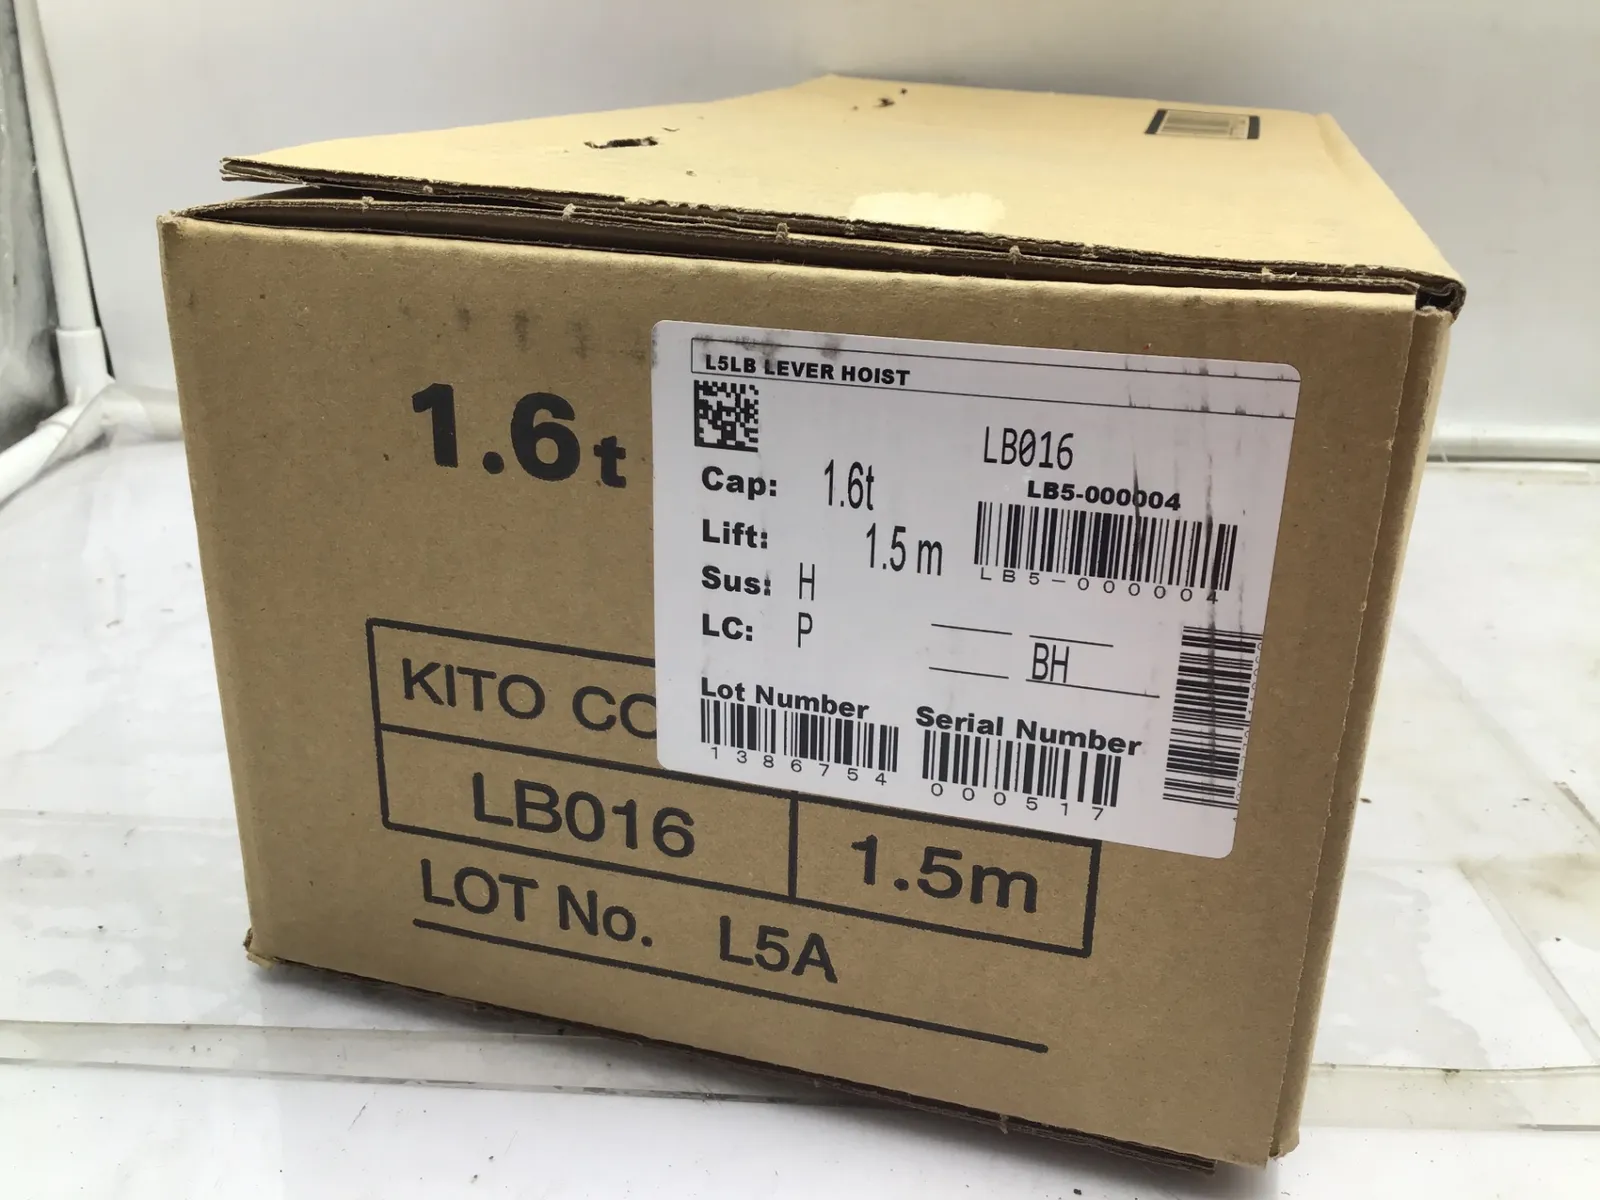 1.6t
L5LB LEVER HOIST
LB016
LB5-000004
Cap: 1.6t
Lift: 1.5 m
LB5-000004
Sus: H
LC: P
BH
Lot Number
1386754
Serial Number
000517
KITO CO
LB016 1.5m
LOT No. L5A